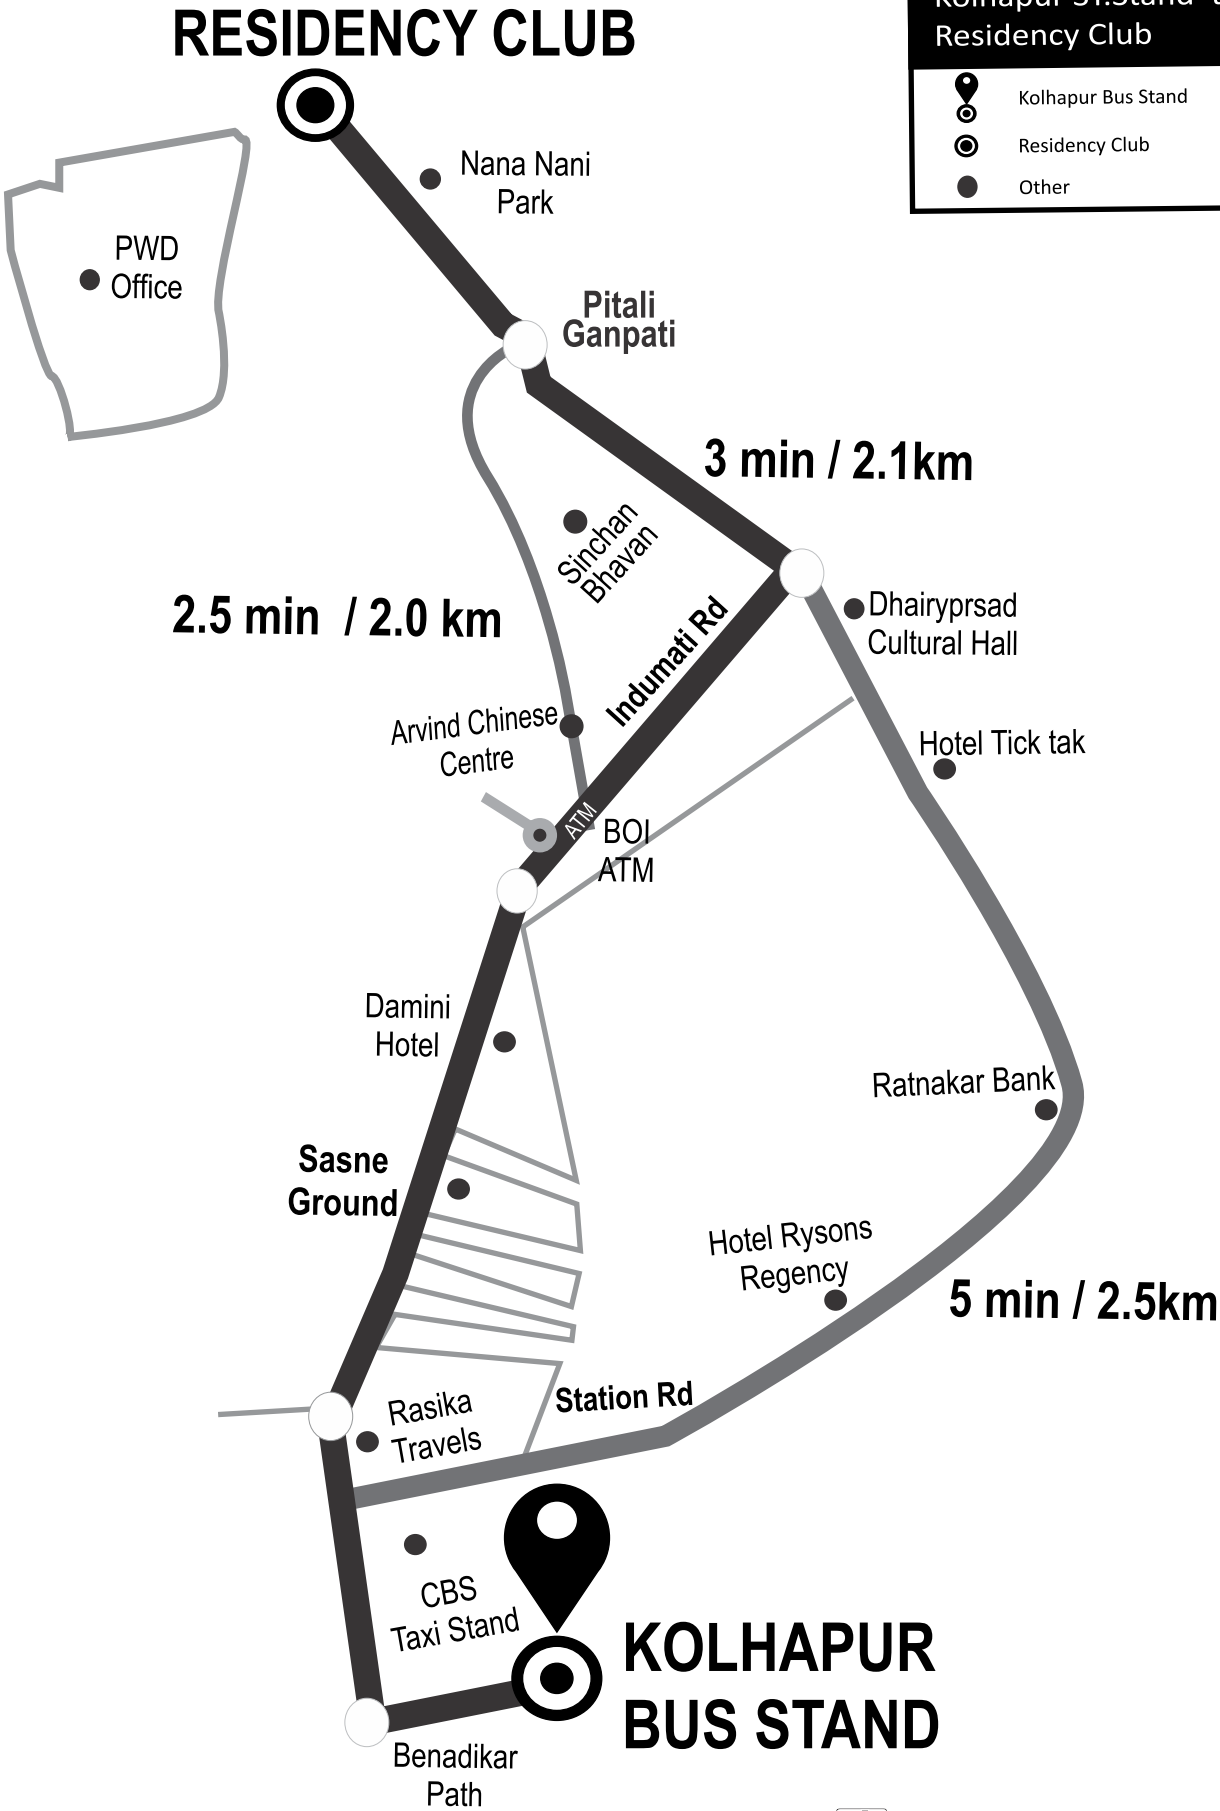 RESIDENCY CLUB
Kolhapur ST.Stand
Residency Club
Kolhapur Bus Stand
Residency Club
Other
Nana Nani
Park
PWD
Office
Pitali
Ganpati
3 min / 2.1km
Sinchan
Bhavan
2.5 min / 2.0 km
Indumati Rd
Dhairyprsad
Cultural Hall
Arvind Chinese
Centre
Hotel Tick tak
ATM
BOI
ATM
Damini
Hotel
Ratnakar Bank
Sasne
Ground
Hotel Rysons
Regency
5 min / 2.5km
Station Rd
Rasika
Travels
CBS
Taxi Stand
KOLHAPUR
BUS STAND
Benadikar
Path